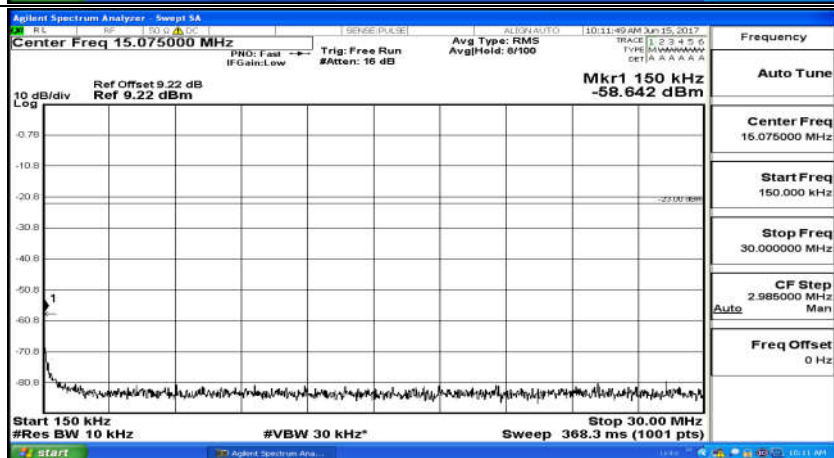 Agilent Spectrum Analyzer - Swept SA
RL RF 50 Ω DC SENSE:PULSE ALIGN AUTO 10:11:49 AM Jun 15, 2017
Center Freq 15.075000 MHz
PNO: Fast
IFGain:Low
Trig: Free Run
#Atten: 16 dB
Avg Type: RMS
Avg|Hold: 8/100
TRACE 1 2 3 4 5 6
TYPE MWWWWW
DET A A A A A A
Frequency
Auto Tune
Ref Offset 9.22 dB
Ref 9.22 dBm
10 dB/div
Log
Mkr1 150 kHz
-58.642 dBm
Center Freq
15.075000 MHz
-0.78
-10.8
Start Freq
150.000 kHz
-20.8
-23.00 dBm
-30.8
Stop Freq
30.000000 MHz
-40.8
-50.8
1
CF Step
2.985000 MHz
Auto Man
-60.8
-70.8
Freq Offset
0 Hz
-80.8
Start 150 kHz
Stop 30.00 MHz
#Res BW 10 kHz
#VBW 30 kHz*
Sweep 368.3 ms (1001 pts)
start
Agilent Spectrum Ana...
10:11 AM